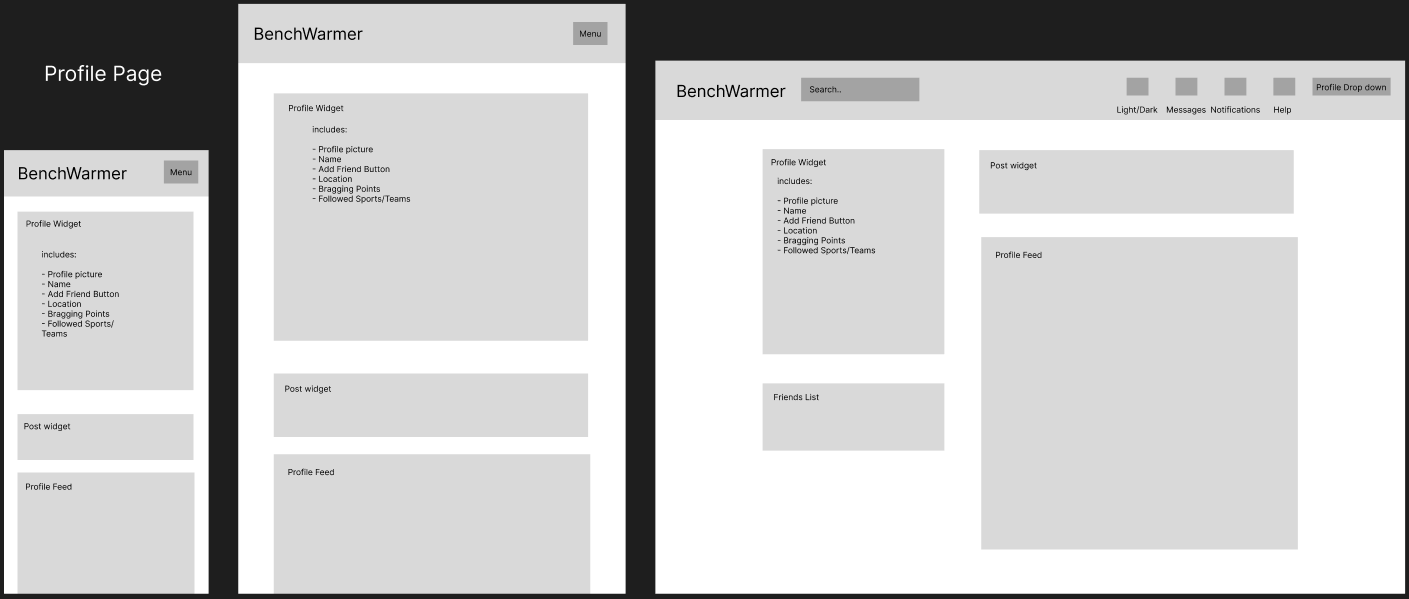 Profile Page
BenchWarmer
Menu
Profile Widget
includes:
- Profile picture
- Name
- Add Friend Button
- Location
- Bragging Points
- Followed Sports/
Teams
Post widget
Profile Feed
BenchWarmer
Menu
Profile Widget
includes:
- Profile picture
- Name
- Add Friend Button
- Location
- Bragging Points
- Followed Sports/Teams
Post widget
Profile Feed
BenchWarmer
Search..
Light/Dark
Messages
Notifications
Help
Profile Drop down
Profile Widget
includes:
- Profile picture
- Name
- Add Friend Button
- Location
- Bragging Points
- Followed Sports/Teams
Friends List
Post widget
Profile Feed